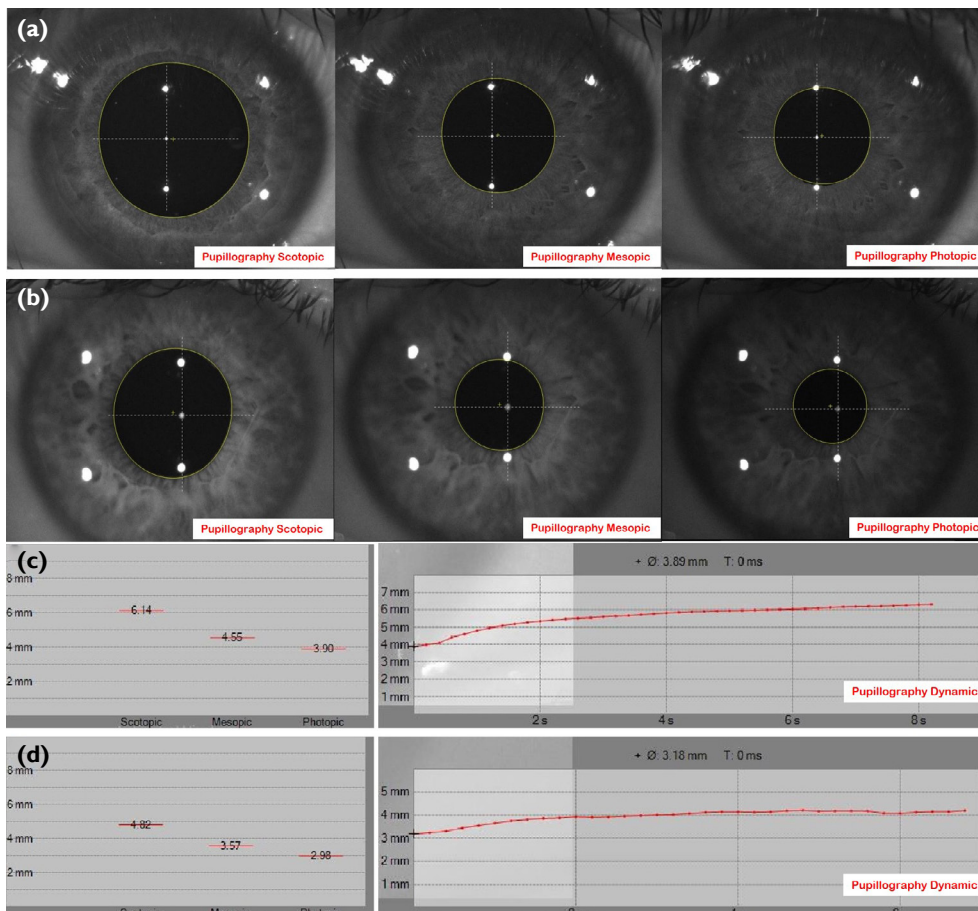 (a)
Pupillography Scotopic
Pupillography Mesopic
Pupillography Photopic
(b)
Pupillography Scotopic
Pupillography Mesopic
Pupillography Photopic
(c)
8 mm
6 mm
4 mm
2 mm
6.14
4.55
3.90
Scotopic Mesopic Photopic
+ Ø: 3.89 mm T: 0 ms
7 mm
6 mm
5 mm
4 mm
3 mm
2 mm
1 mm
2 s 4 s 6 s 8 s
Pupillography Dynamic
(d)
8 mm
6 mm
4 mm
2 mm
4.82
3.57
2.98
+ Ø: 3.18 mm T: 0 ms
5 mm
4 mm
3 mm
2 mm
1 mm
Pupillography Dynamic